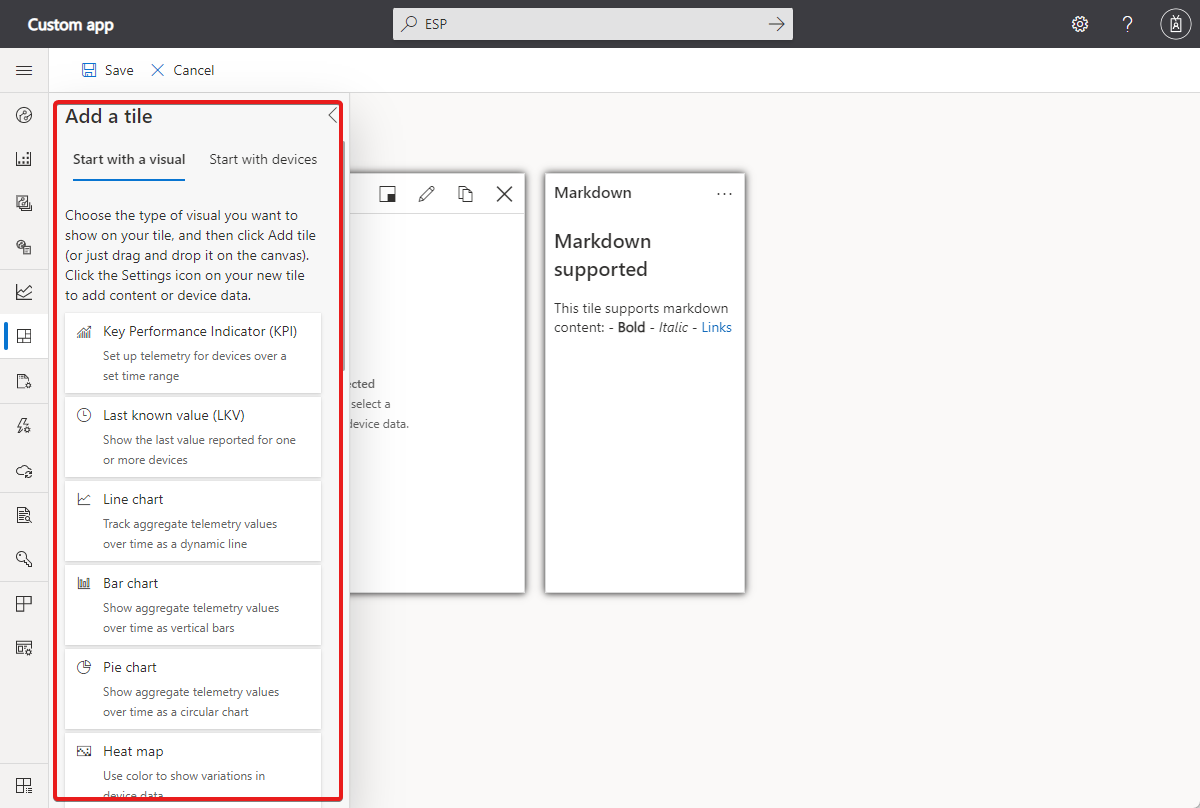 Custom app
ESP
Save
Cancel
Add a tile
Start with a visual
Start with devices
Choose the type of visual you want to
show on your tile, and then click Add tile
(or just drag and drop it on the canvas).
Click the Settings icon on your new tile
to add content or device data.
Key Performance Indicator (KPI)
Set up telemetry for devices over a
set time range
Last known value (LKV)
Show the last value reported for one
or more devices
Line chart
Track aggregate telemetry values
over time as a dynamic line
Bar chart
Show aggregate telemetry values
over time as vertical bars
Pie chart
Show aggregate telemetry values
over time as a circular chart
Heat map
Use color to show variations in
device data
select a
device data.
Markdown
Markdown
supported
This tile supports markdown
content: - Bold - Italic - Links